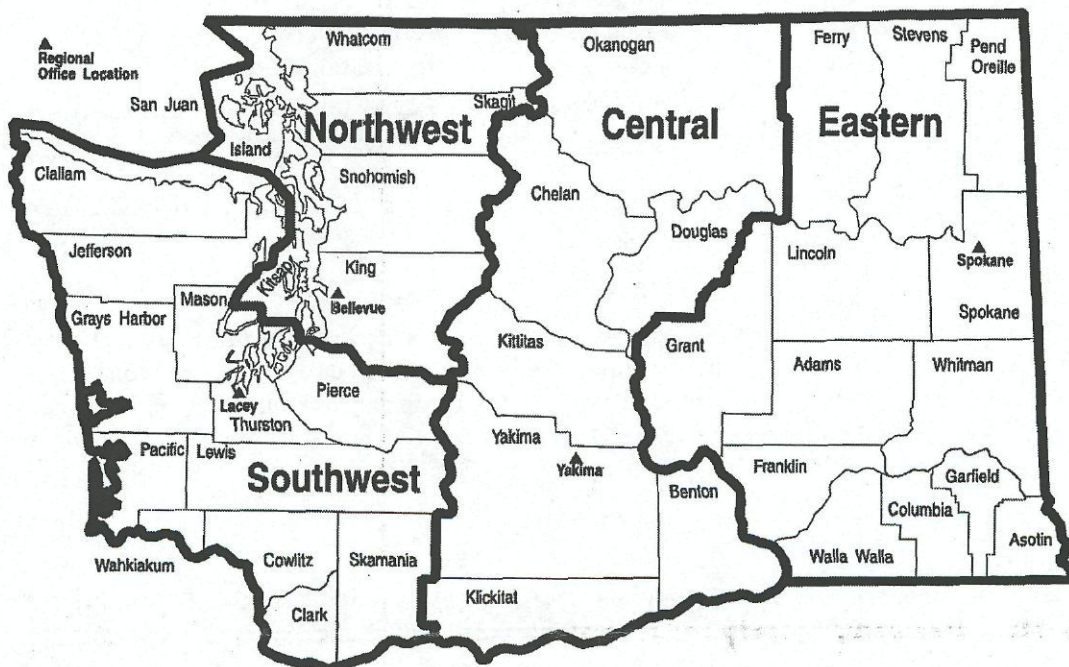 Regional
Office Location
Whatcom
Okanogan
Ferry
Stevens
Pend
Oreille
San Juan
Skagit
Northwest
Central
Eastern
Island
Clallam
Snohomish
Chelan
Douglas
Jefferson
King
Lincoln
Spokane
Kitsap
Mason
Bellevue
Spokane
Grays Harbor
Kittitas
Grant
Adams
Whitman
Pierce
Lacey
Thurston
Pacific
Lewis
Yakima
Yakima
Southwest
Franklin
Garfield
Benton
Columbia
Asotin
Wahkiakum
Cowlitz
Skamania
Walla Walla
Klickitat
Clark